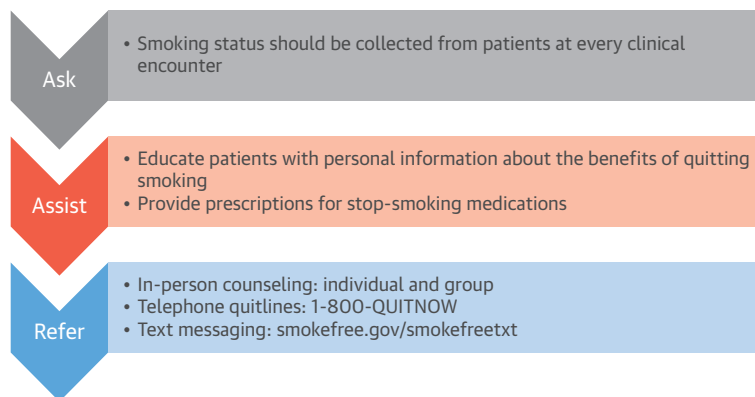 Ask
• Smoking status should be collected from patients at every clinical
encounter
Assist
• Educate patients with personal information about the benefits of quitting
smoking
• Provide prescriptions for stop-smoking medications
Refer
• In-person counseling: individual and group
• Telephone quitlines: 1-800-QUITNOW
• Text messaging: smokefree.gov/smokefreetxt